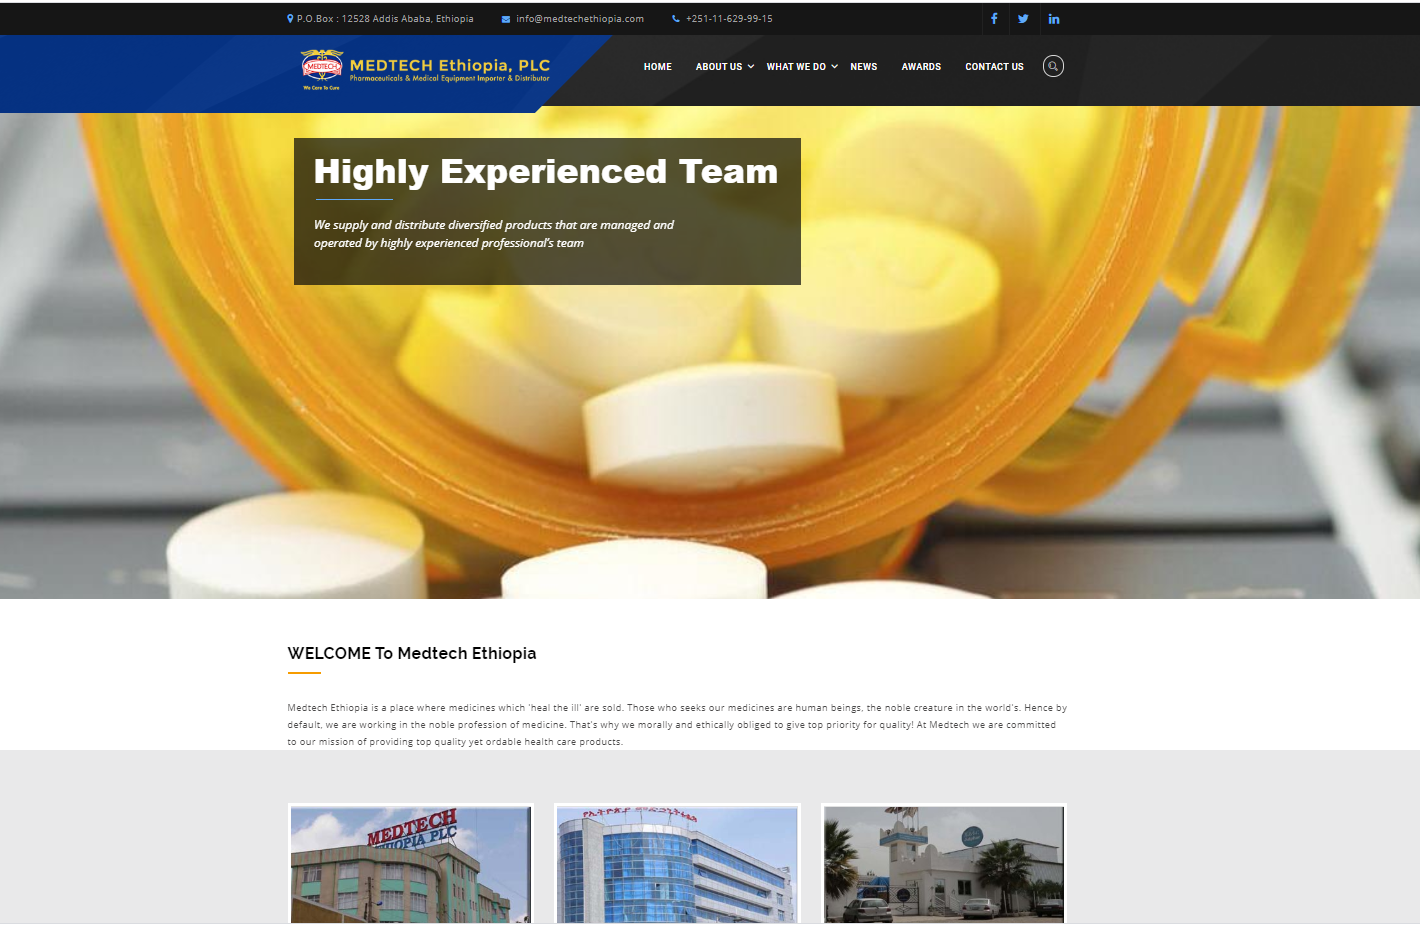 P.O.Box : 12528 Addis Ababa, Ethiopia
info@medtechethiopia.com
+251-11-629-99-15
MEDTECH
We Care To Cure
MEDTECH Ethiopia, PLC
Pharmaceuticals & Medical Equipment Importer & Distributor
HOME
ABOUT US
WHAT WE DO
NEWS
AWARDS
CONTACT US
Highly Experienced Team
We supply and distribute diversified products that are managed and
operated by highly experienced professional's team
WELCOME To Medtech Ethiopia
Medtech Ethiopia is a place where medicines which 'heal the ill' are sold. Those who seeks our medicines are human beings, the noble creature in the world's. Hence by
default, we are working in the noble profession of medicine. That's why we morally and ethically obliged to give top priority for quality! At Medtech we are committed
to our mission of providing top quality yet ordable health care products.
MEDTECH
PLC